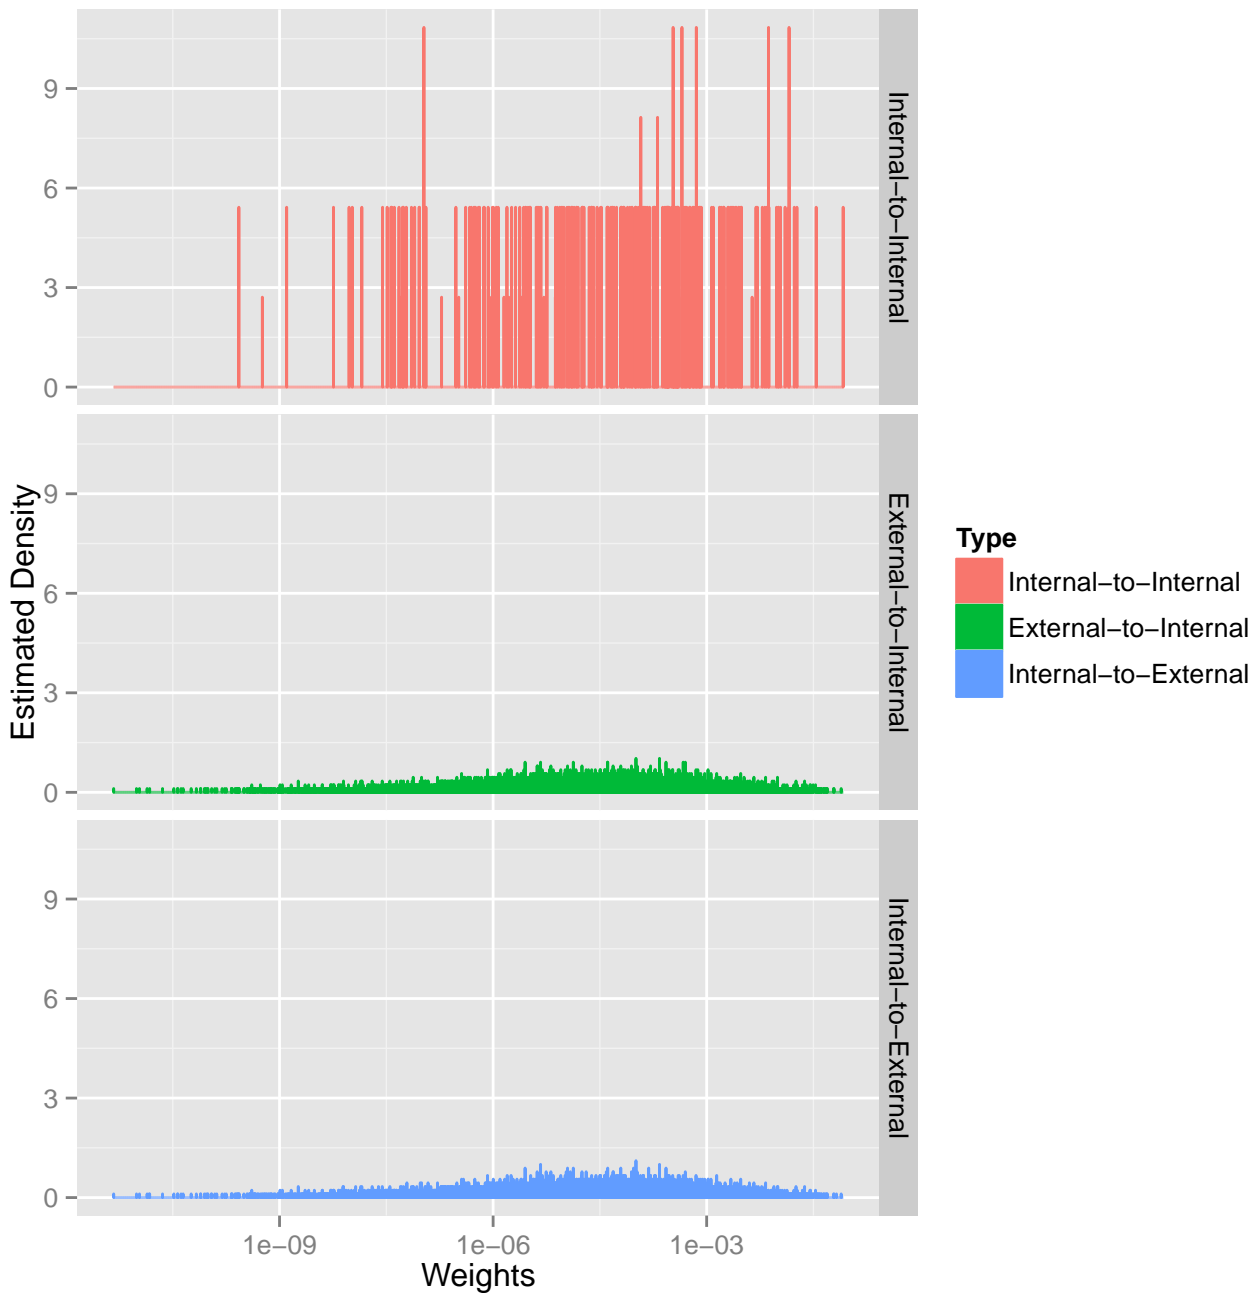 9
6
3
0
Internal−to−Internal
9
6
3
0
External−to−Internal
9
6
3
0
Internal−to−External
1e−09
1e−06
1e−03
Weights
Estimated Density
Type
Internal−to−Internal
External−to−Internal
Internal−to−External